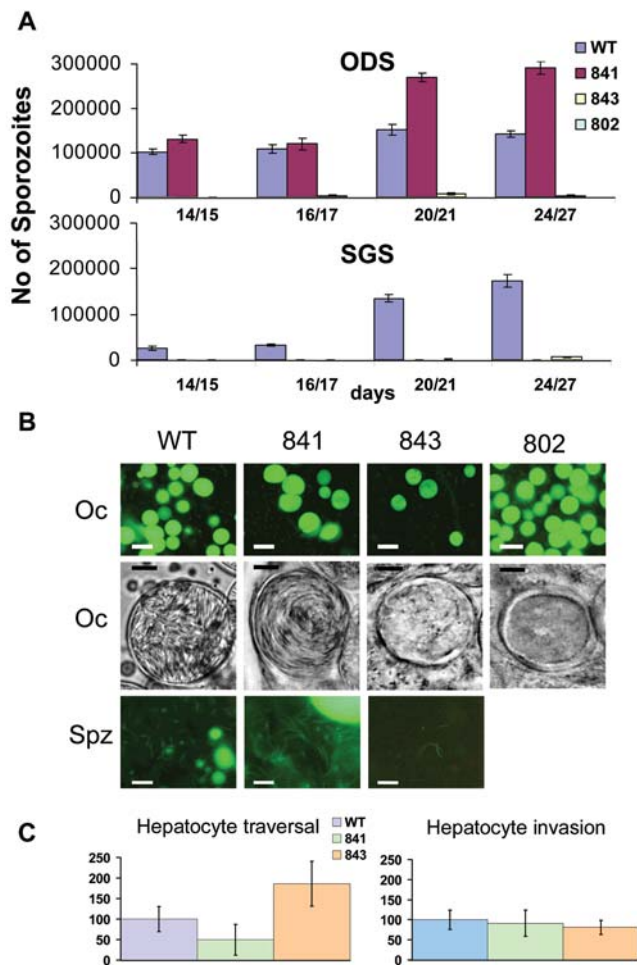 A
ODS
WT
841
843
802
No of Sporozoites
300000
200000
100000
0
14/15 16/17 20/21 24/27
SGS
300000
200000
100000
0
14/15 16/17 20/21 24/27
days
B
WT 841 843 802
Oc
Oc
Spz
C
Hepatocyte traversal
WT
841
843
Hepatocyte invasion
250
200
150
100
50
0
250
200
150
100
50
0